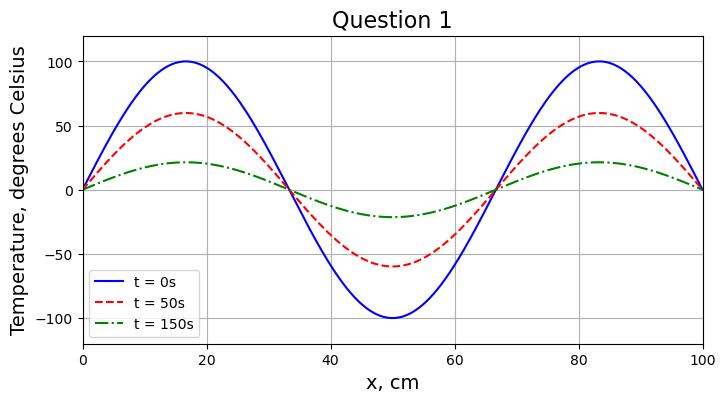 Question 1
Temperature, degrees Celsius
100
50
0
−50
−100
t = 0s
t = 50s
t = 150s
0 20 40 60 80 100
x, cm